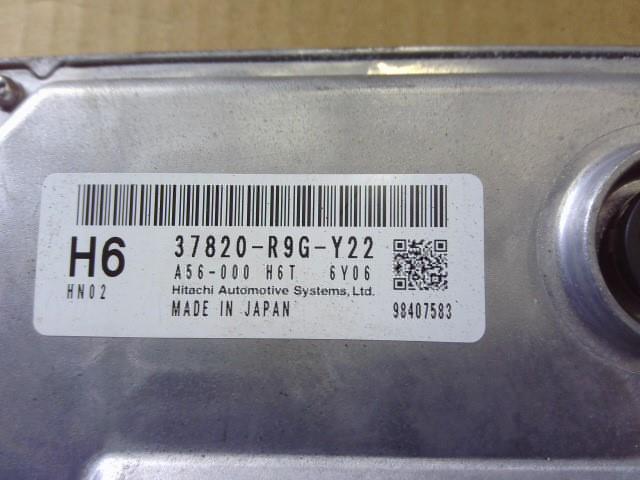 H6
37820-R9G-Y22
A56-000 H6T 6Y06
HN02
Hitachi Automotive Systems, Ltd.
MADE IN JAPAN
98407583